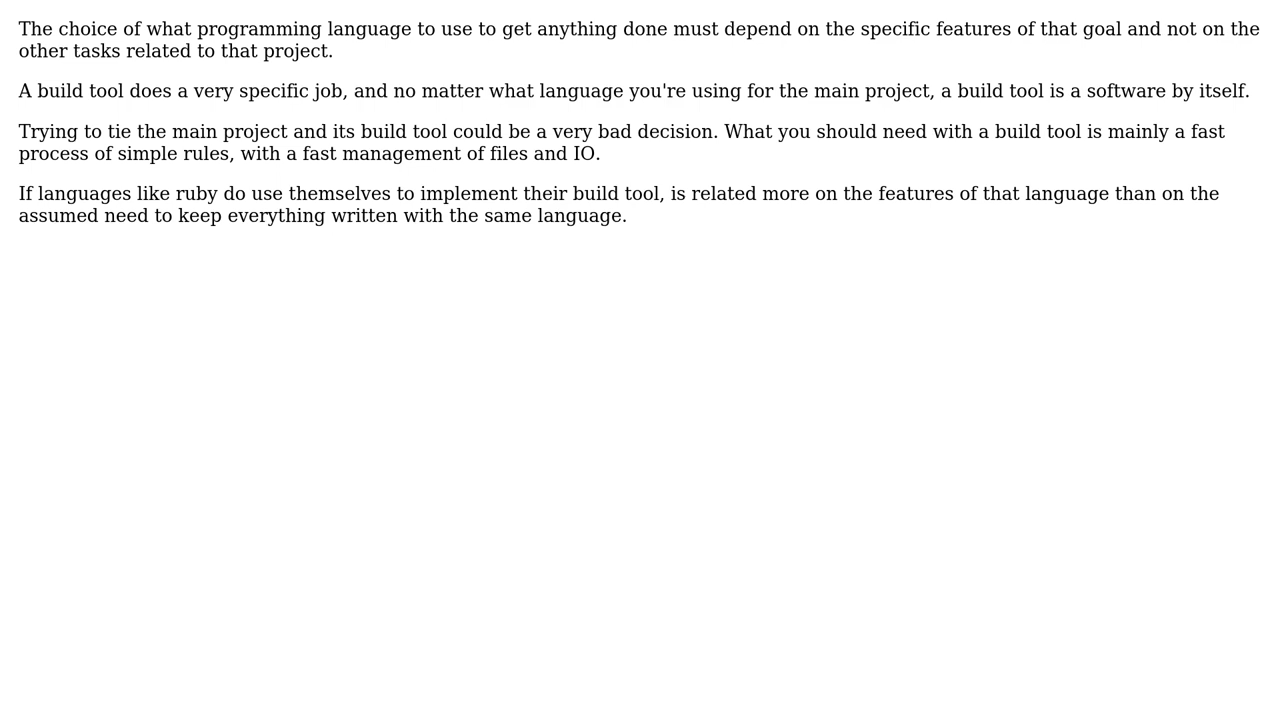 The choice of what programming language to use to get anything done must depend on the specific features of that goal and not on the
other tasks related to that project.
A build tool does a very specific job, and no matter what language you're using for the main project, a build tool is a software by itself.
Trying to tie the main project and its build tool could be a very bad decision. What you should need with a build tool is mainly a fast
process of simple rules, with a fast management of files and IO.
If languages like ruby do use themselves to implement their build tool, is related more on the features of that language than on the
assumed need to keep everything written with the same language.